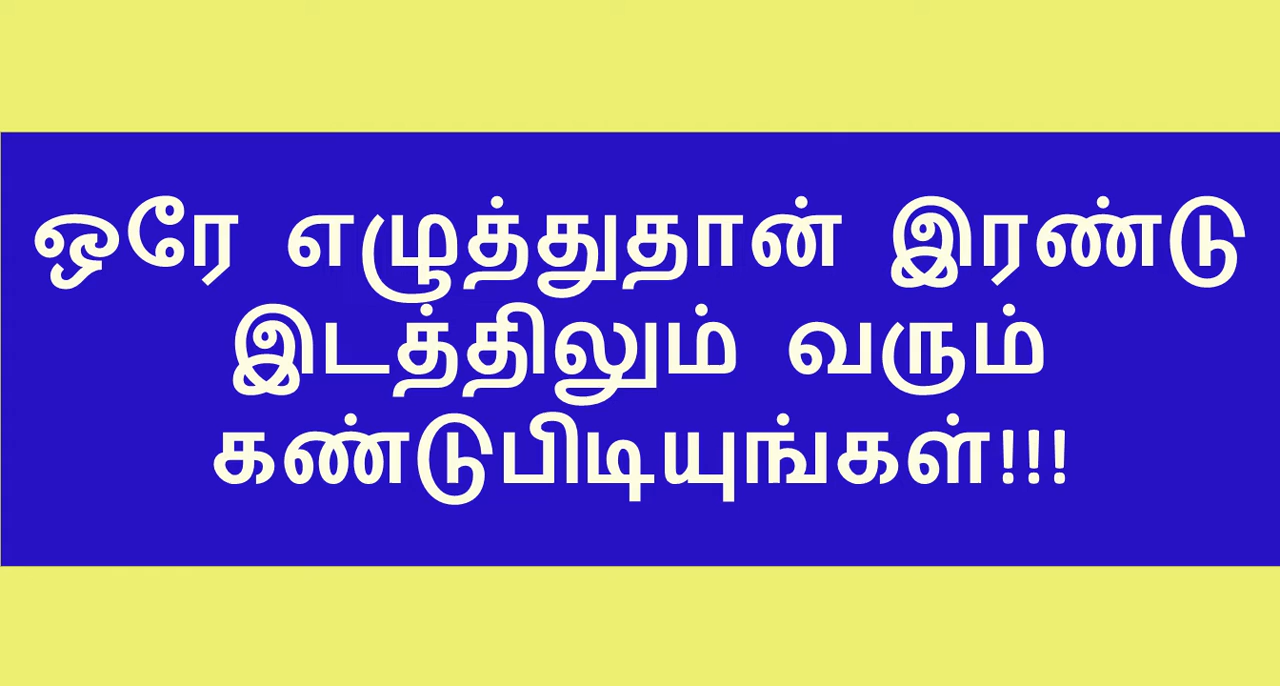 ஒரே எழுத்துதான் இரண்டு
இடத்திலும் வரும்
கண்டுபிடியுங்கள்!!!